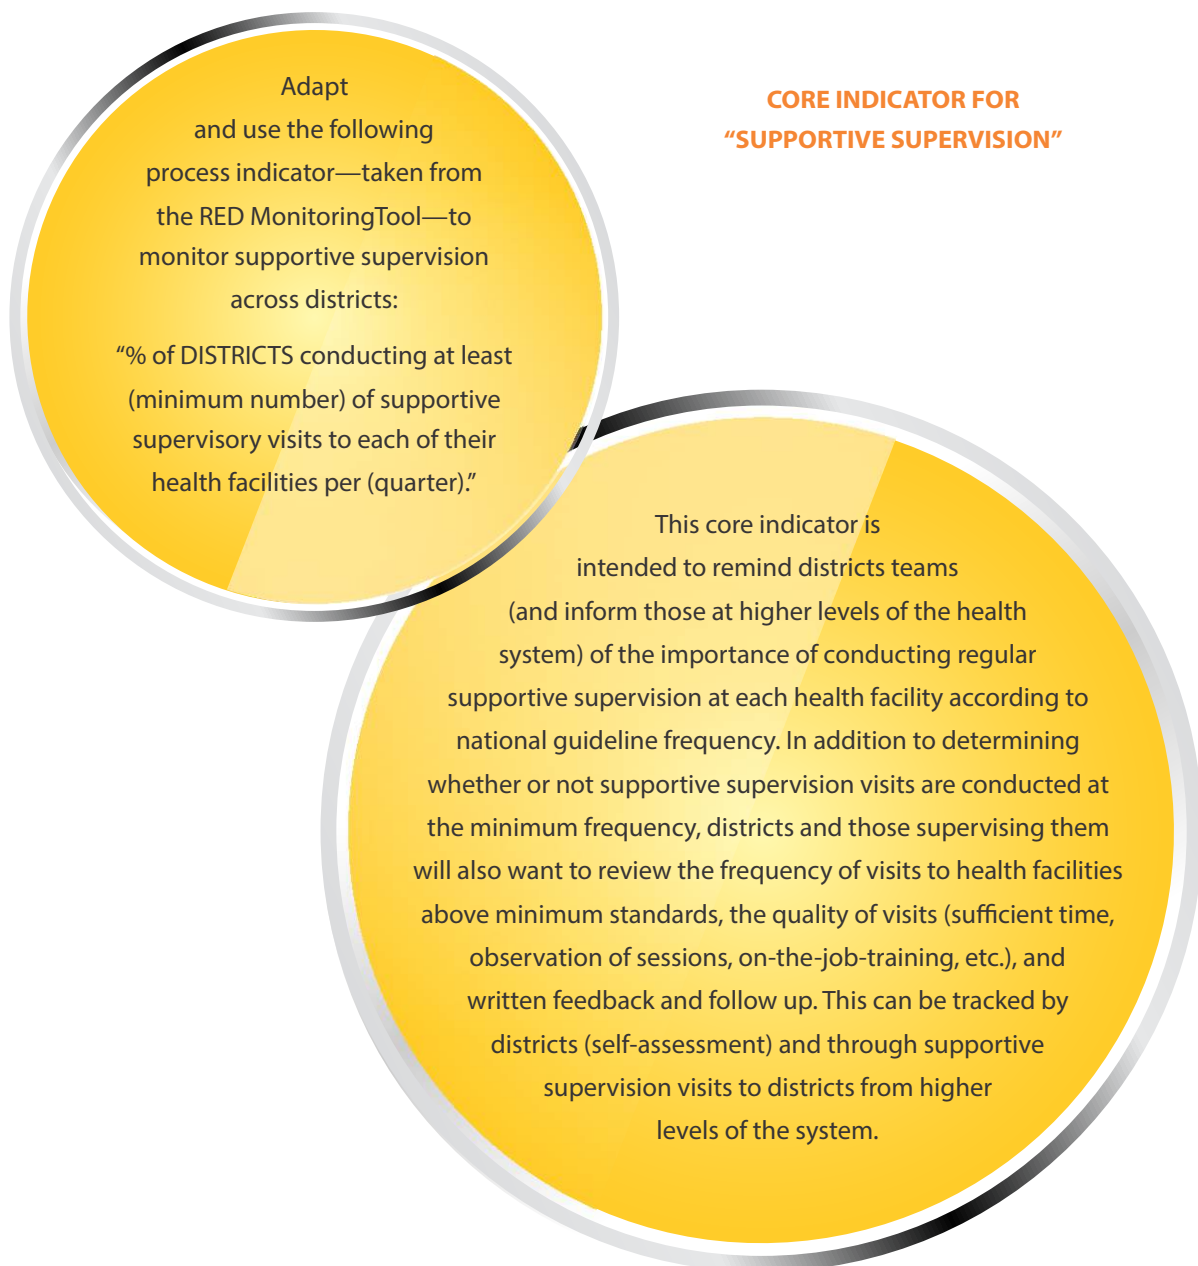 CORE INDICATOR FOR
“SUPPORTIVE SUPERVISION”
Adapt
and use the following
process indicator—taken from
the RED MonitoringTool—to
monitor supportive supervision
across districts:
“% of DISTRICTS conducting at least
(minimum number) of supportive
supervisory visits to each of their
health facilities per (quarter).”
This core indicator is
intended to remind districts teams
(and inform those at higher levels of the health
system) of the importance of conducting regular
supportive supervision at each health facility according to
national guideline frequency. In addition to determining
whether or not supportive supervision visits are conducted at
the minimum frequency, districts and those supervising them
will also want to review the frequency of visits to health facilities
above minimum standards, the quality of visits (sufficient time,
observation of sessions, on-the-job-training, etc.), and
written feedback and follow up. This can be tracked by
districts (self-assessment) and through supportive
supervision visits to districts from higher
levels of the system.